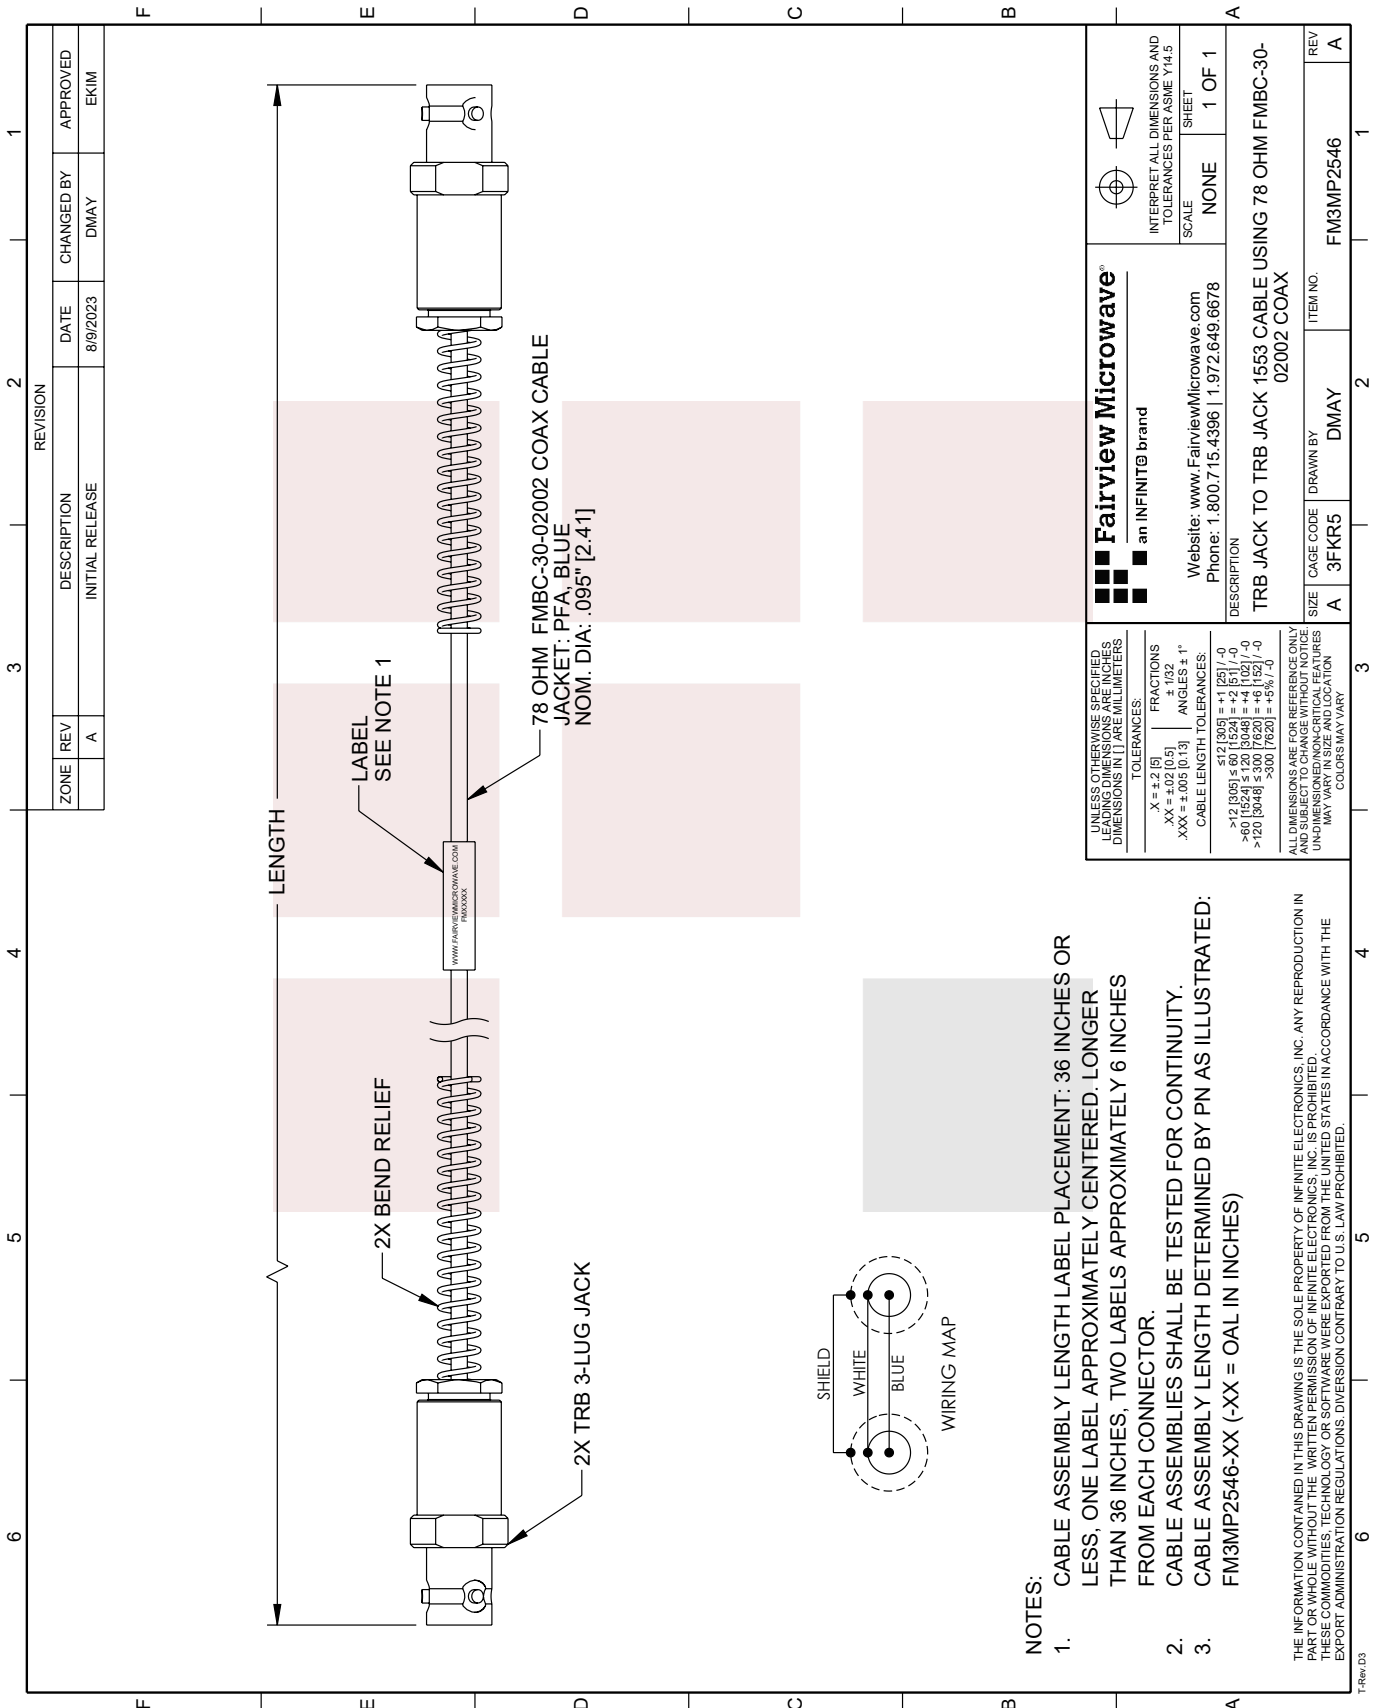 REVISION
ZONE REV DESCRIPTION DATE CHANGED BY APPROVED
A INITIAL RELEASE 8/9/2023 DMAY EKIM
6 5 4 3 2 1
F
E
D
C
B
A
LENGTH
LABEL
SEE NOTE 1
2X BEND RELIEF
WWW.FAIRVIEWMICROWAVE.COM
FMXXXXX
2X TRB 3-LUG JACK
78 OHM FMBC-30-02002 COAX CABLE
JACKET: PFA, BLUE
NOM. DIA: .095" [2.41]
SHIELD
WHITE
BLUE
WIRING MAP
NOTES:
1. CABLE ASSEMBLY LENGTH LABEL PLACEMENT: 36 INCHES OR
LESS, ONE LABEL APPROXIMATELY CENTERED. LONGER
THAN 36 INCHES, TWO LABELS APPROXIMATELY 6 INCHES
FROM EACH CONNECTOR.
2. CABLE ASSEMBLIES SHALL BE TESTED FOR CONTINUITY.
3. CABLE ASSEMBLY LENGTH DETERMINED BY PN AS ILLUSTRATED:
FM3MP2546-XX (-XX = OAL IN INCHES)
THE INFORMATION CONTAINED IN THIS DRAWING IS THE SOLE PROPERTY OF INFINITE ELECTRONICS, INC. ANY REPRODUCTION IN
PART OR WHOLE WITHOUT THE WRITTEN PERMISSION OF INFINITE ELECTRONICS, INC. IS PROHIBITED.
THESE COMMODITIES, TECHNOLOGY OR SOFTWARE WERE EXPORTED FROM THE UNITED STATES IN ACCORDANCE WITH THE
EXPORT ADMINISTRATION REGULATIONS. DIVERSION CONTRARY TO U.S. LAW PROHIBITED.
UNLESS OTHERWISE SPECIFIED
LEADING DIMENSIONS ARE INCHES
DIMENSIONS IN [ ] ARE MILLIMETERS
TOLERANCES:
.X = ±.2 [5] FRACTIONS
.XX = ±.02 [0.5] ± 1/32
.XXX = ±.005 [0.13] ANGLES ± 1°
CABLE LENGTH TOLERANCES:
≤12 [305] = +1 [25] / -0
>12 [305] ≤ 60 [1524] = +2 [51] / -0
>60 [1524] ≤ 120 [3048] = +4 [102] / -0
>120 [3048] ≤ 300 [7620] = +6 [152] / -0
>300 [7620] = +5% / -0
ALL DIMENSIONS ARE FOR REFERENCE ONLY
AND SUBJECT TO CHANGE WITHOUT NOTICE.
UN-DIMENSIONED/NON-CRITICAL FEATURES
MAY VARY IN SIZE AND LOCATION
COLORS MAY VARY
Fairview Microwave®
an INFINIT@ brand
Website: www.FairviewMicrowave.com
Phone: 1.800.715.4396 | 1.972.649.6678
INTERPRET ALL DIMENSIONS AND
TOLERANCES PER ASME Y14.5
SCALE NONE
SHEET 1 OF 1
DESCRIPTION
TRB JACK TO TRB JACK 1553 CABLE USING 78 OHM FMBC-30-
02002 COAX
SIZE A
CAGE CODE 3FKR5
DRAWN BY DMAY
ITEM NO. FM3MP2546
REV A
F
E
D
C
B
A
6 5 4 3 2 1
T-Rev.D3